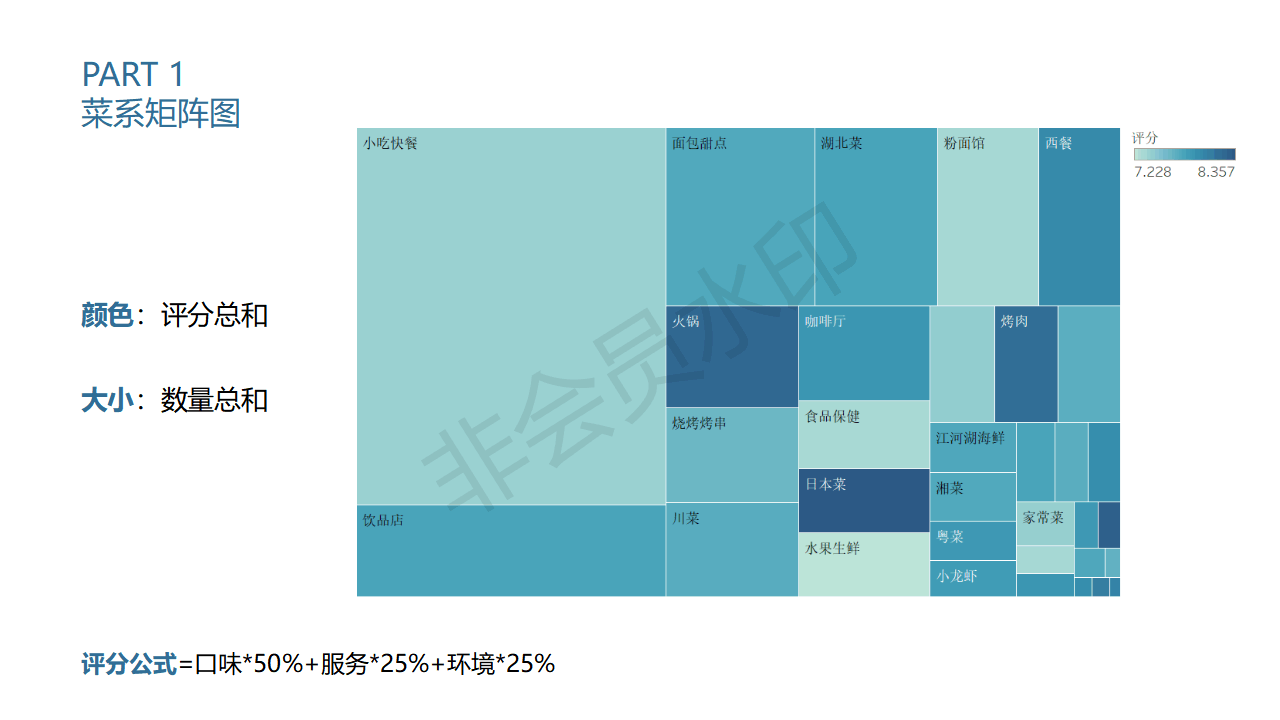 PART 1
菜系矩阵图
小吃快餐
面包甜点
湖北菜
粉面馆
西餐
评分
7.228
8.357
颜色：评分总和
火锅
咖啡厅
烤肉
大小：数量总和
烧烤烤串
食品保健
江河湖海鲜
日本菜
湘菜
饮品店
川菜
家常菜
粤菜
水果生鲜
小龙虾
非会员水印
评分公式=口味*50%+服务*25%+环境*25%